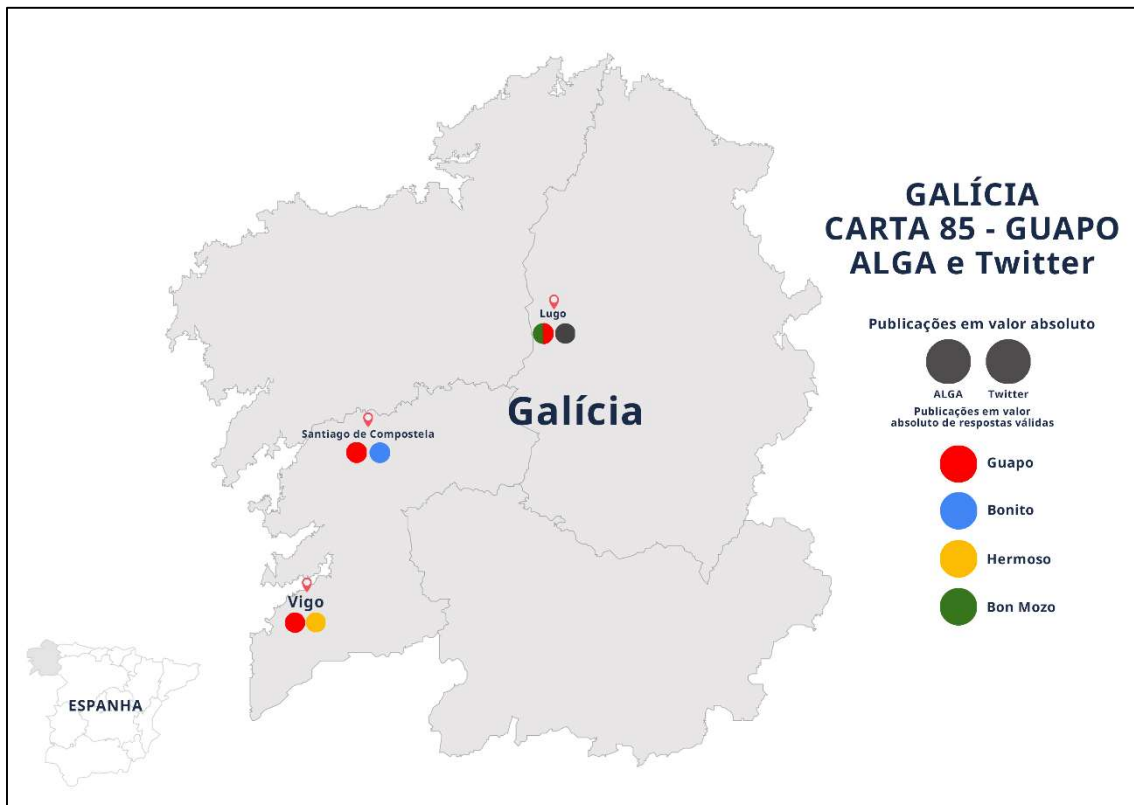 GALÍCIA
CARTA 85 - GUAPO
ALGA e Twitter
Publicações em valor absoluto
ALGA
Twitter
Publicações em valor
absoluto de respostas válidas
Guapo
Bonito
Hermoso
Bon Mozo
Lugo
Galícia
Santiago de Compostela
Vigo
ESPANHA